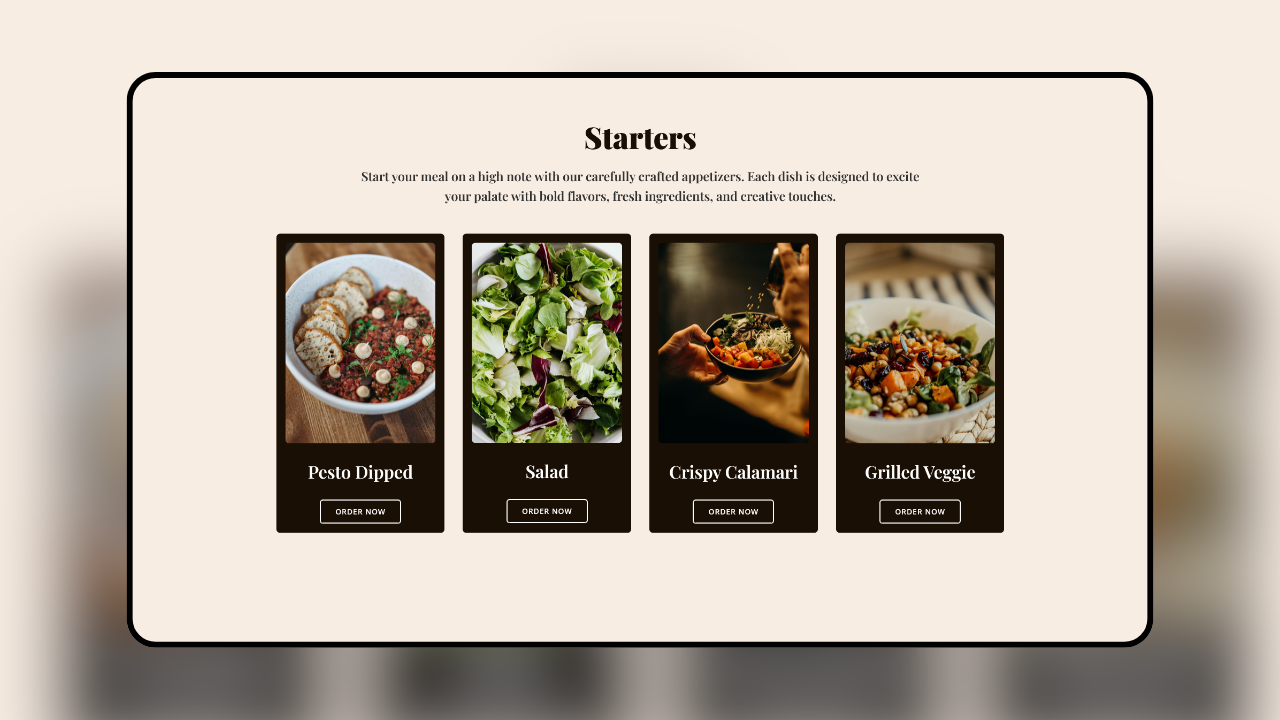 Starters
Start your meal on a high note with our carefully crafted appetizers. Each dish is designed to excite
your palate with bold flavors, fresh ingredients, and creative touches.
Pesto Dipped
Salad
Crispy Calamari
Grilled Veggie
ORDER NOW
ORDER NOW
ORDER NOW
ORDER NOW